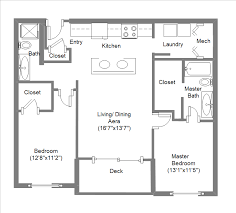 Entry
Kitchen
Laundry
Mech
Bath
Closet
Closet
Master
Bath
Closet
Living/ Dining
Aera
(16'7"x13'7")
Bedroom
(12'8"x11'2")
Master
Bedroom
(13'1"x11'5")
Deck